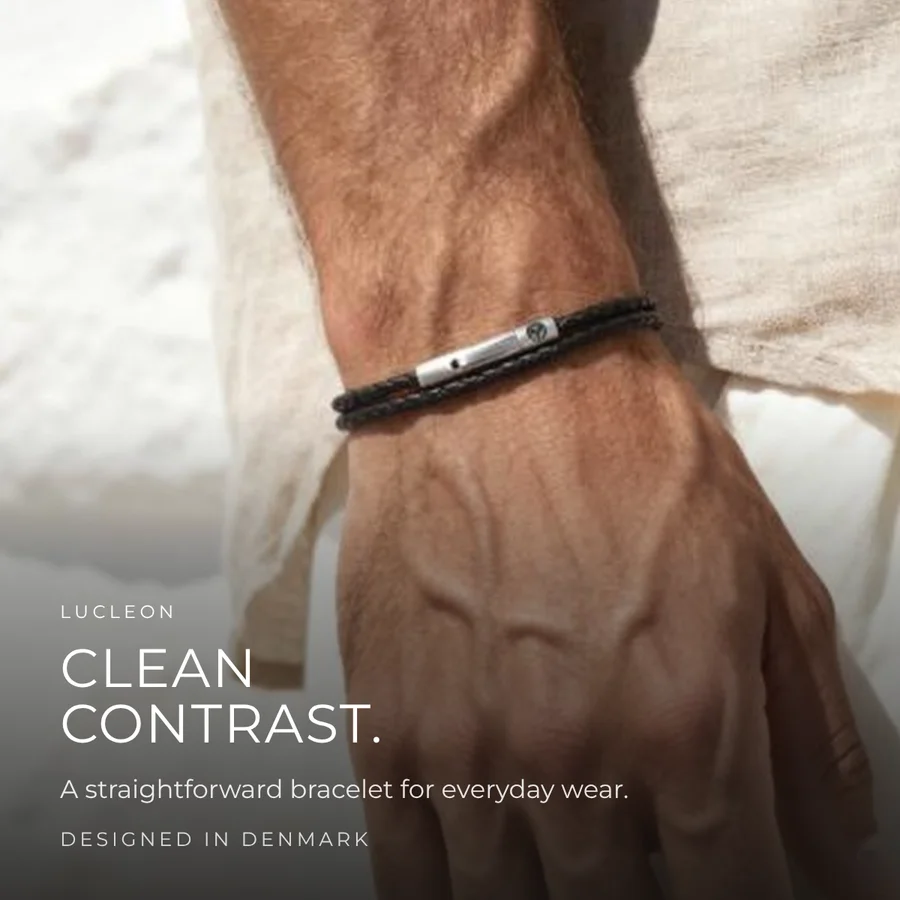 LUCLEON
CLEAN
CONTRAST.
A straightforward bracelet for everyday wear.
DESIGNED IN DENMARK